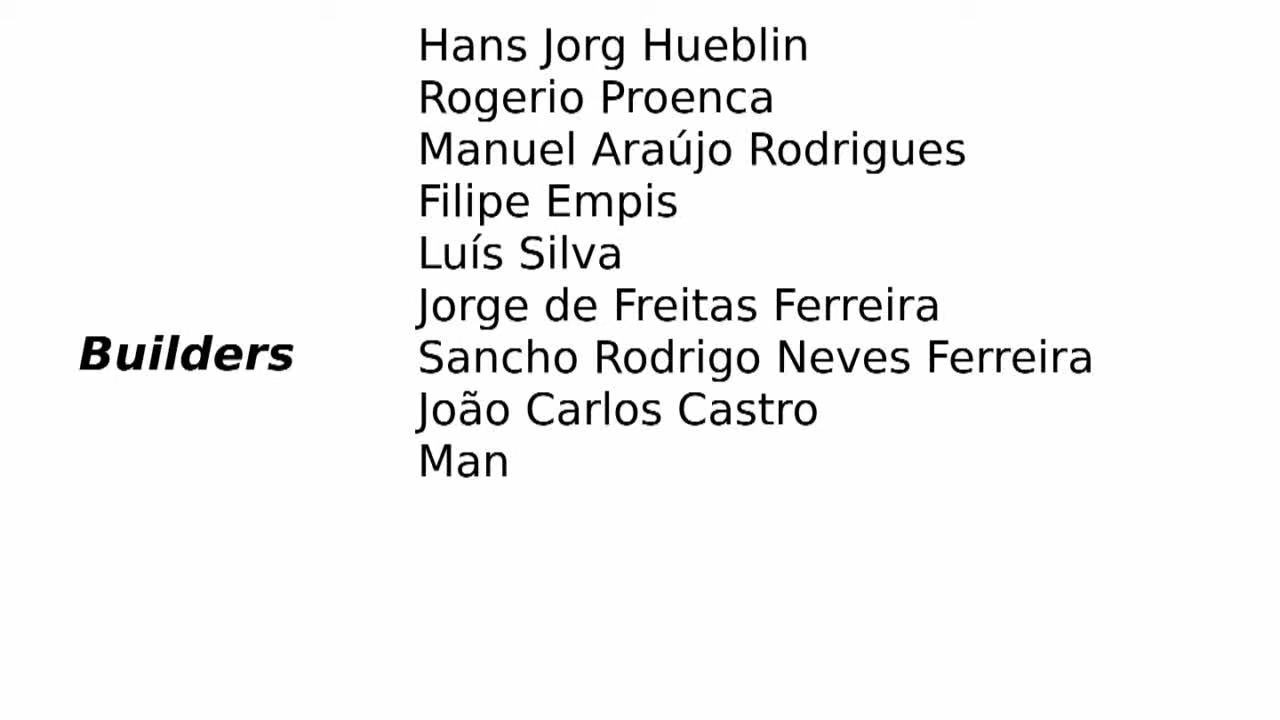 Hans Jorg Hueblin
Rogerio Proenca
Manuel Araújo Rodrigues
Filipe Empis
Luís Silva
Jorge de Freitas Ferreira
Builders
Sancho Rodrigo Neves Ferreira
João Carlos Castro
Man